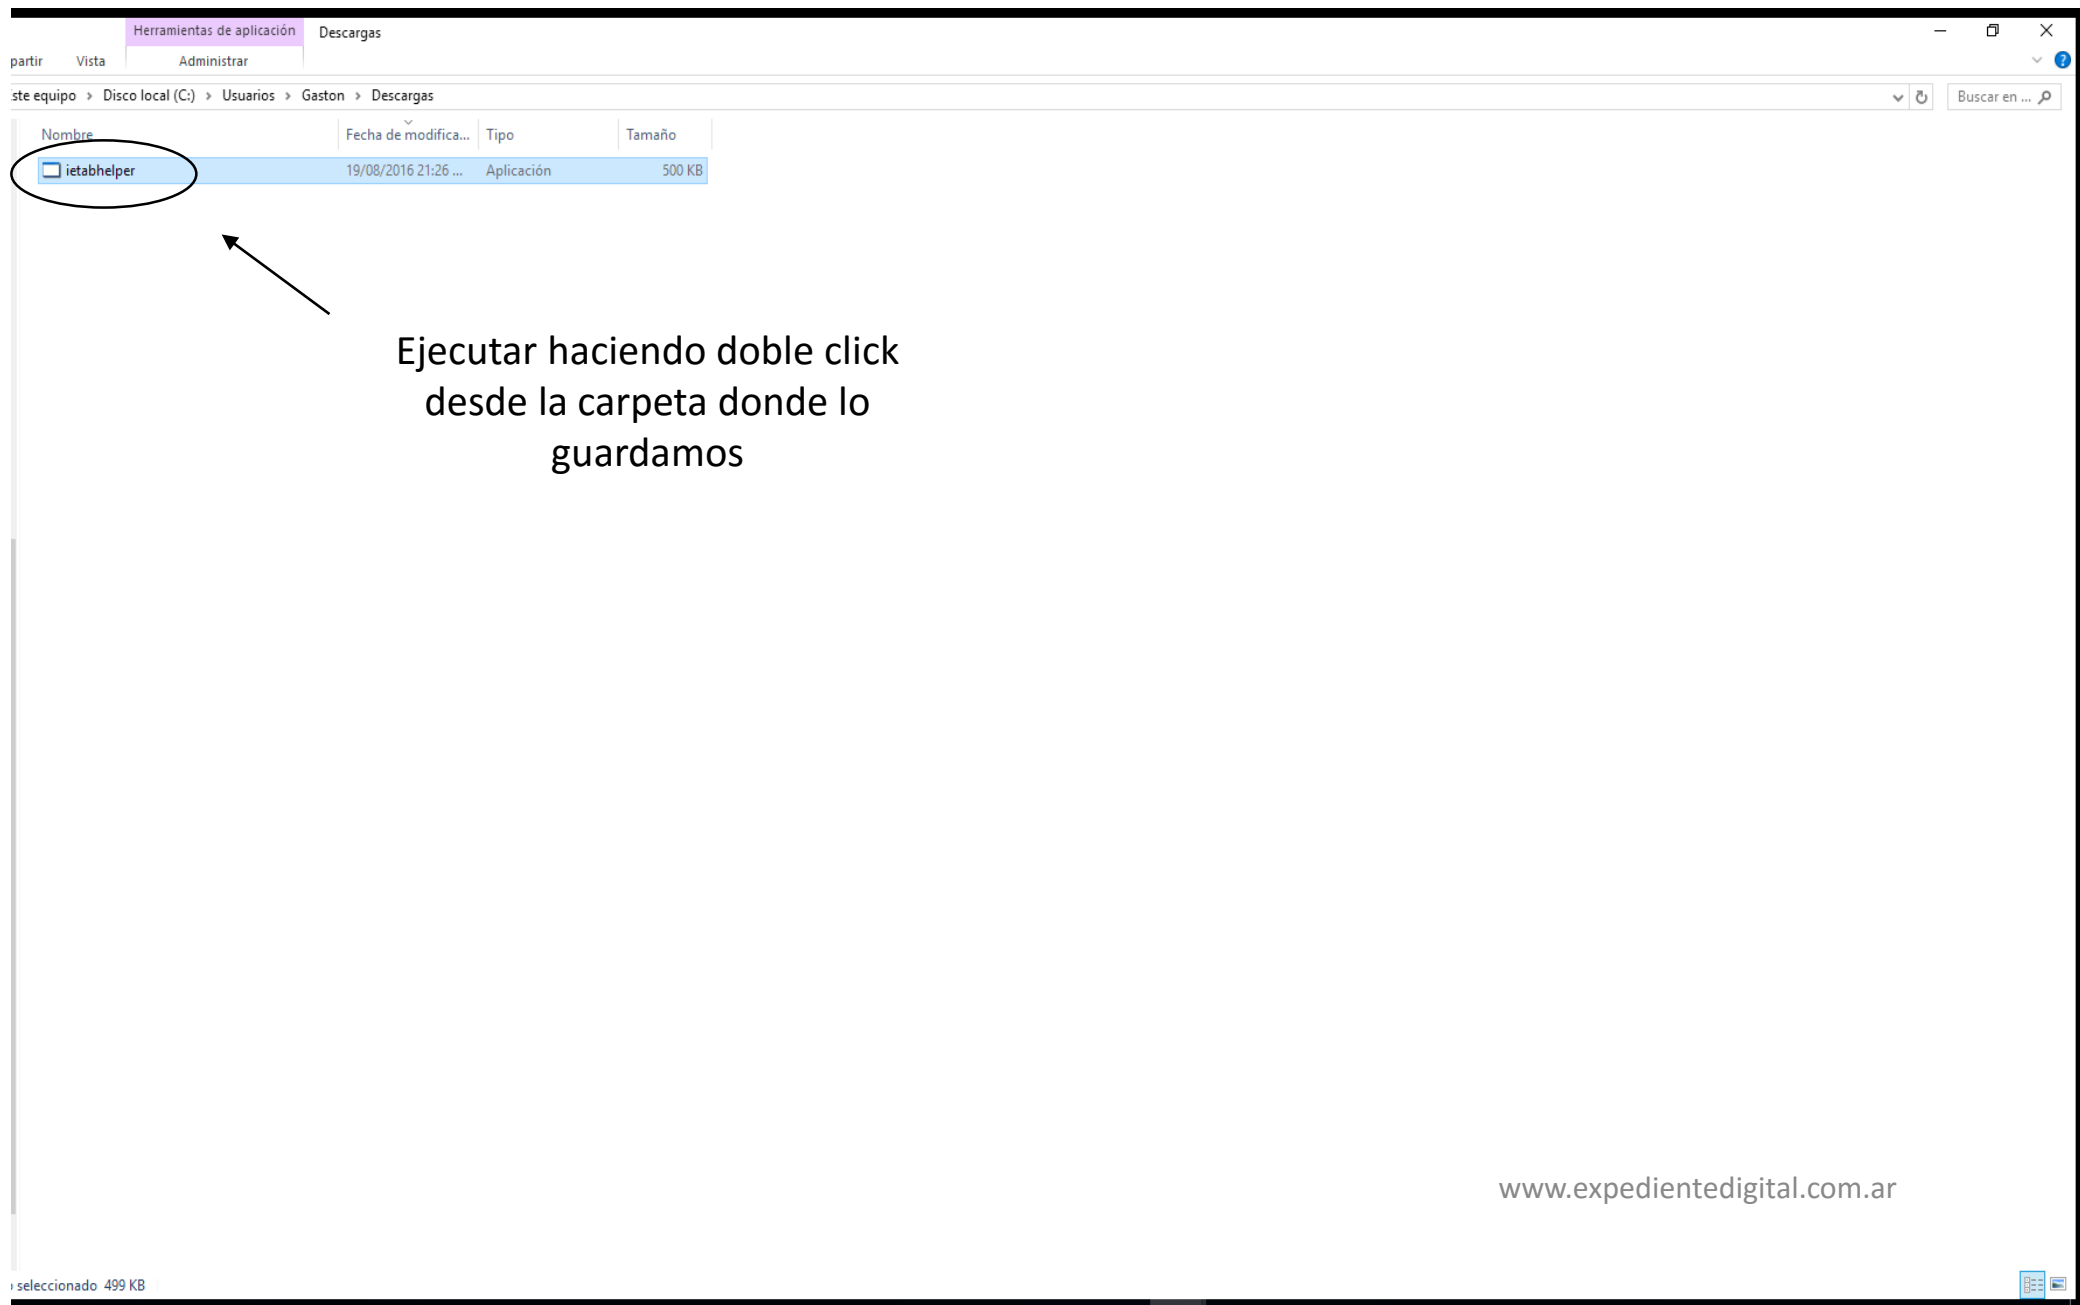 Herramientas de aplicación Descargas
partir Vista Administrar
ste equipo > Disco local (C:) > Usuarios > Gaston > Descargas Buscar en ...
Nombre Fecha de modifica... Tipo Tamaño
ietabhelper 19/08/2016 21:26 ... Aplicación 500 KB
Ejecutar haciendo doble click
desde la carpeta donde lo
guardamos
www.expedientedigital.com.ar
seleccionado 499 KB